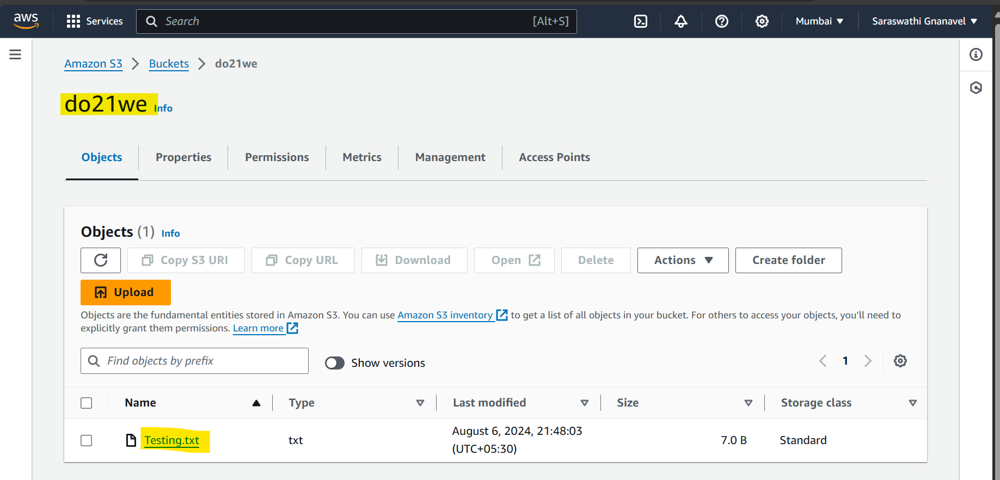 aws Services Search [Alt+S] Mumbai Saraswathi Gnanavel
Amazon S3 Buckets do21we
do21we Info
Objects Properties Permissions Metrics Management Access Points
Objects (1) Info
Copy S3 URI Copy URL Download Open Delete Actions Create folder
Upload
Objects are the fundamental entities stored in Amazon S3. You can use Amazon S3 inventory to get a list of all objects in your bucket. For others to access your objects, you’ll need to
explicitly grant them permissions. Learn more
Find objects by prefix Show versions 1
Name Type Last modified Size Storage class
Testing.txt txt August 6, 2024, 21:48:03 7.0 B Standard
(UTC+05:30)